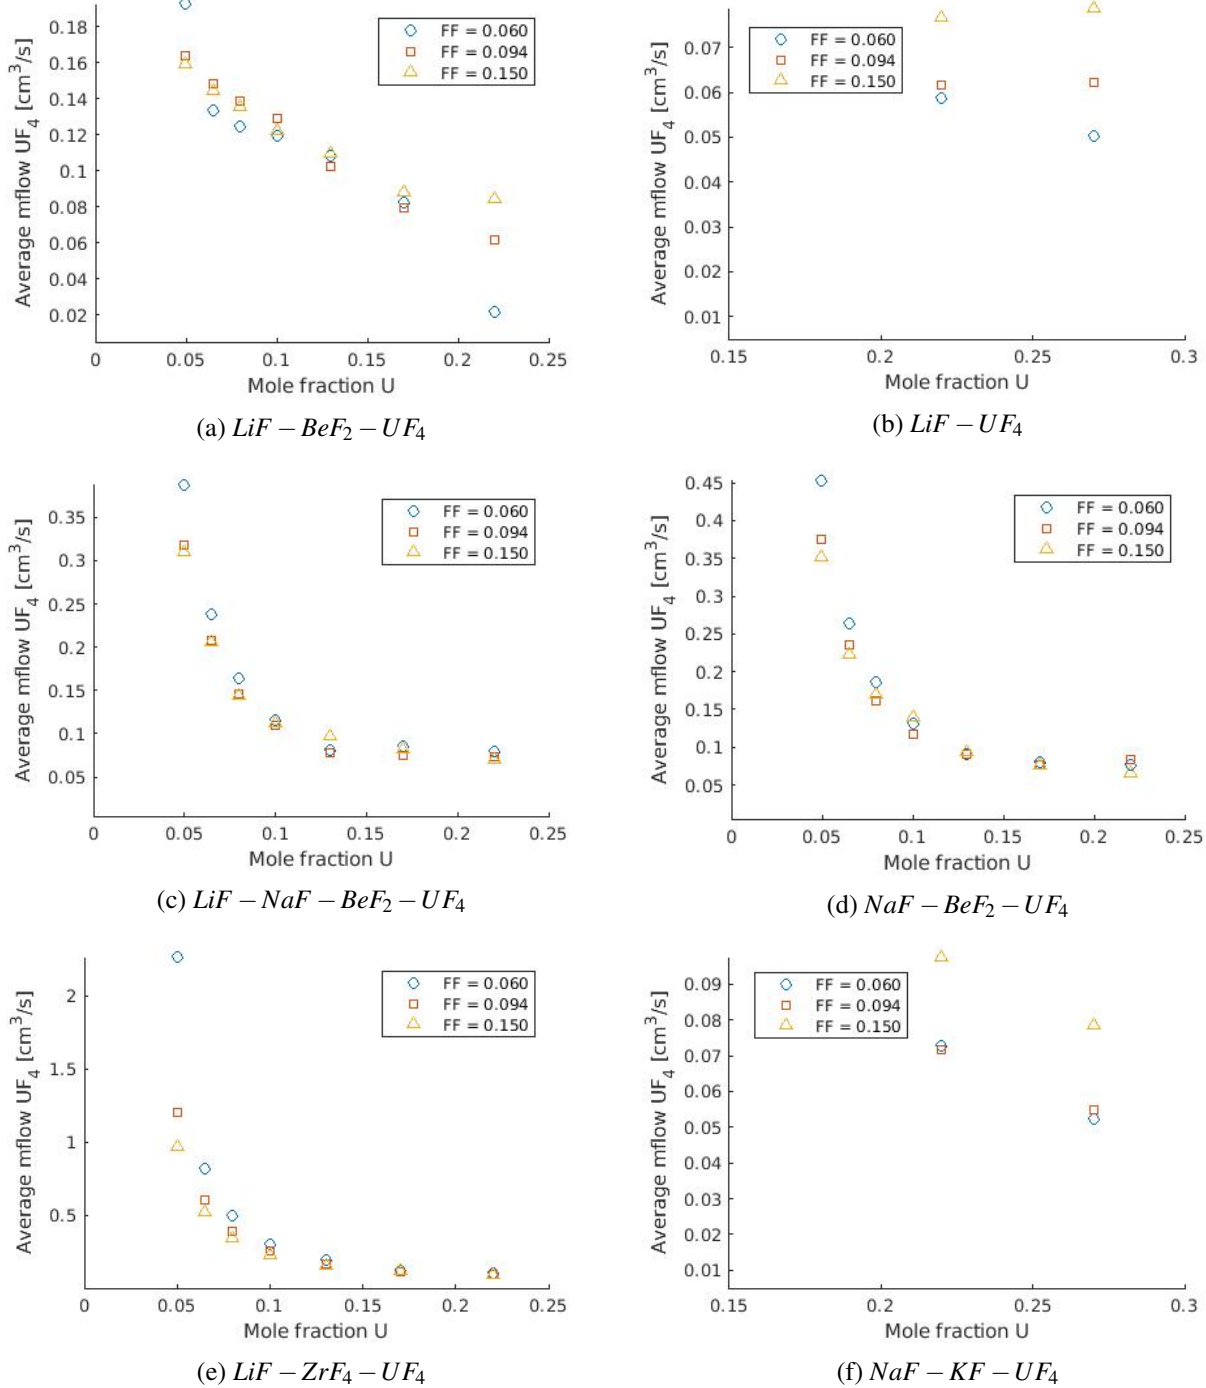 0.18
0.16
0.14
0.12
0.1
0.08
0.06
0.04
0.02
Average mflow UF₄ [cm³/s]
FF = 0.060
FF = 0.094
FF = 0.150
0 0.05 0.1 0.15 0.2 0.25
Mole fraction U
(a) LiF − BeF₂ − UF₄
0.07
0.06
0.05
0.04
0.03
0.02
0.01
Average mflow UF₄ [cm³/s]
FF = 0.060
FF = 0.094
FF = 0.150
0.15 0.2 0.25 0.3
Mole fraction U
(b) LiF − UF₄
0.35
0.3
0.25
0.2
0.15
0.1
0.05
Average mflow UF₄ [cm³/s]
FF = 0.060
FF = 0.094
FF = 0.150
0 0.05 0.1 0.15 0.2 0.25
Mole fraction U
(c) LiF − NaF − BeF₂ − UF₄
0.45
0.4
0.35
0.3
0.25
0.2
0.15
0.1
0.05
Average mflow UF₄ [cm³/s]
FF = 0.060
FF = 0.094
FF = 0.150
0 0.05 0.1 0.15 0.2 0.25
Mole fraction U
(d) NaF − BeF₂ − UF₄
2
1.5
1
0.5
Average mflow UF₄ [cm³/s]
FF = 0.060
FF = 0.094
FF = 0.150
0 0.05 0.1 0.15 0.2 0.25
Mole fraction U
(e) LiF − ZrF₄ − UF₄
0.09
0.08
0.07
0.06
0.05
0.04
0.03
0.02
0.01
Average mflow UF₄ [cm³/s]
FF = 0.060
FF = 0.094
FF = 0.150
0.15 0.2 0.25 0.3
Mole fraction U
(f) NaF − KF − UF₄